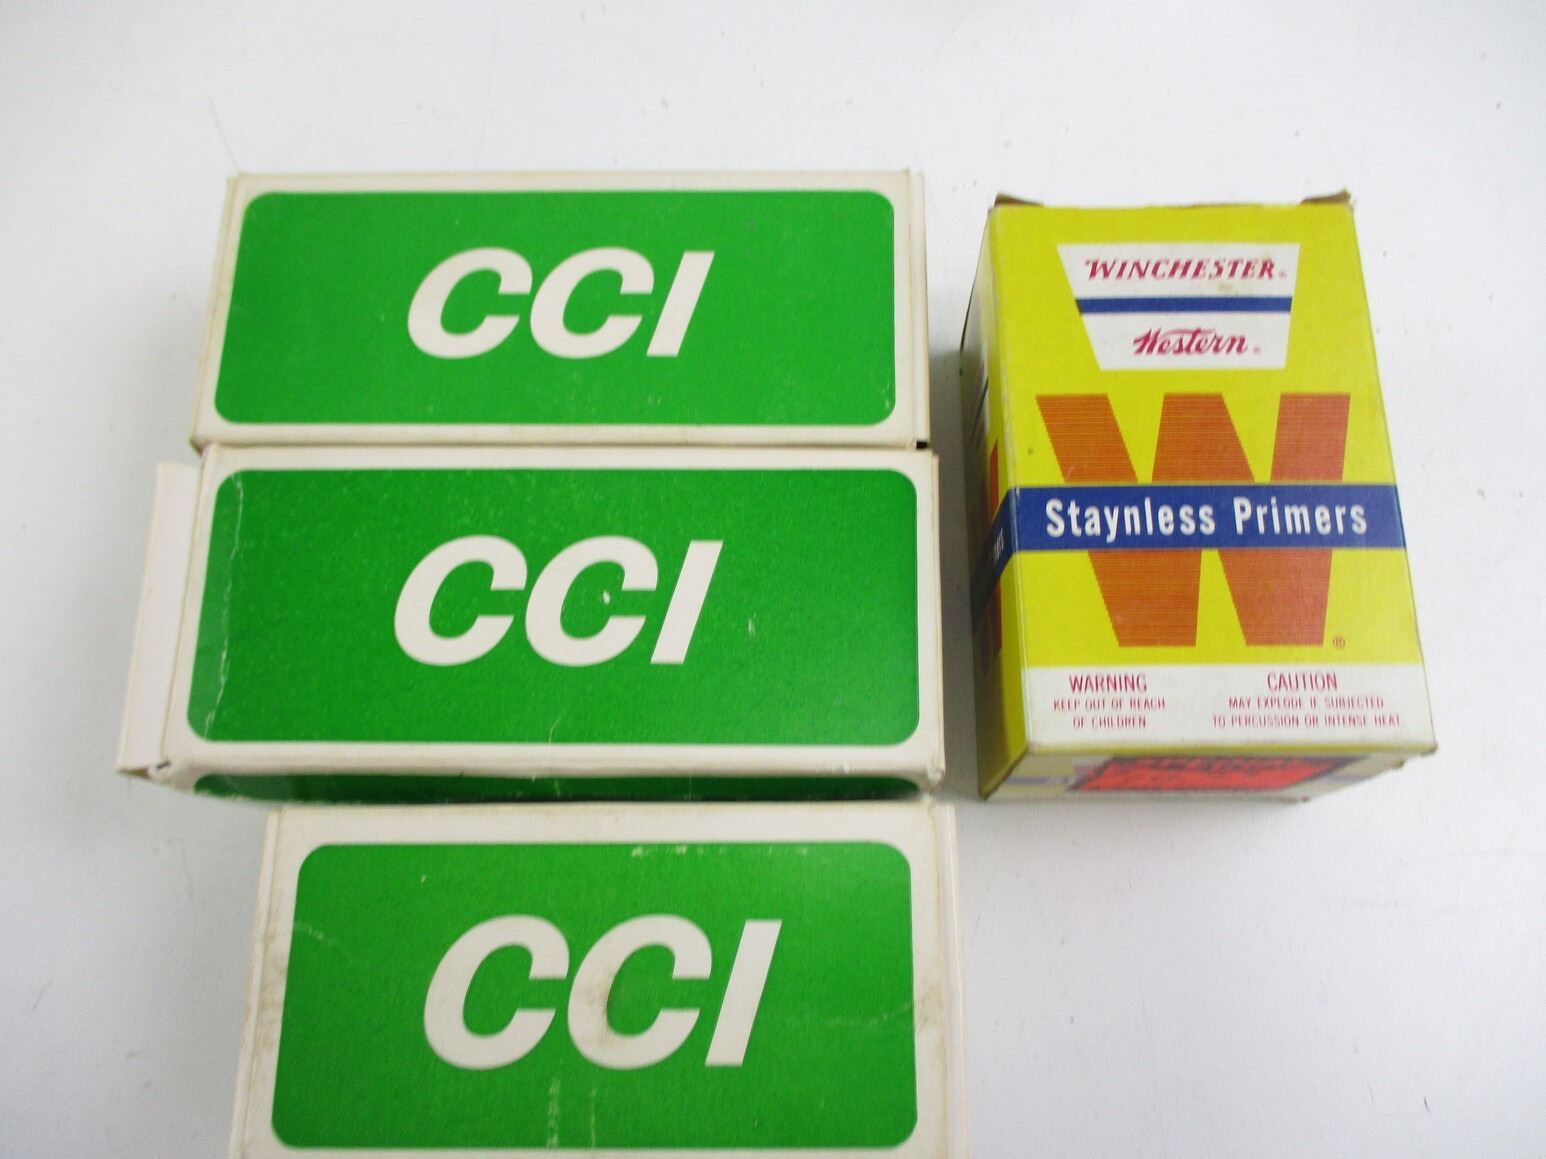 CCI
CCI
CCI
WINCHESTER
Western
W
Staynless Primers
WARNING
KEEP OUT OF REACH
OF CHILDREN
CAUTION
MAY EXPLODE IF SUBJECTED
TO PERCUSSION OR INTENSE HEAT